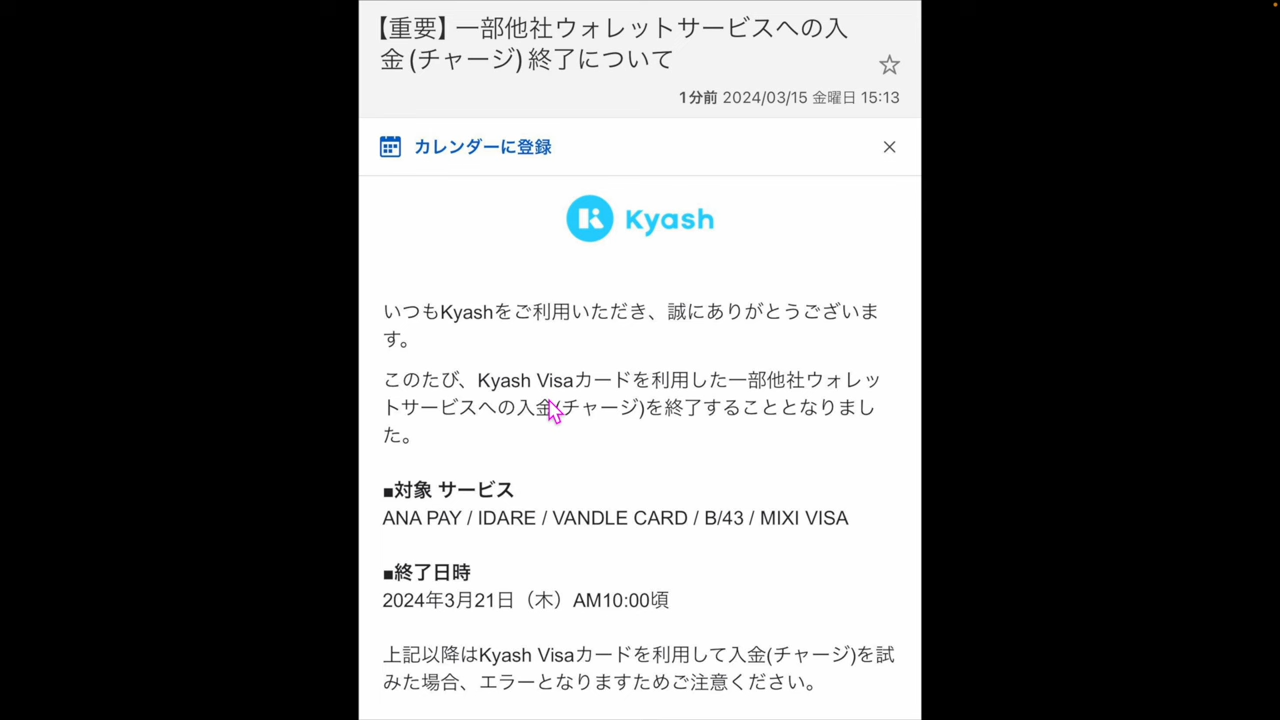 【重要】一部他社ウォレットサービスへの入
金 (チャージ) 終了について
1分前 2024/03/15 金曜日 15:13
カレンダーに登録
Kyash
いつもKyashをご利用いただき、誠にありがとうございま
す。
このたび、Kyash Visaカードを利用した一部他社ウォレッ
トサービスへの入金(チャージ)を終了することとなりまし
た。
■対象 サービス
ANA PAY / IDARE / VANDLE CARD / B/43 / MIXI VISA
■終了日時
2024年3月21日（木）AM10:00頃
上記以降はKyash Visaカードを利用して入金(チャージ)を試
みた場合、エラーとなりますためご注意ください。